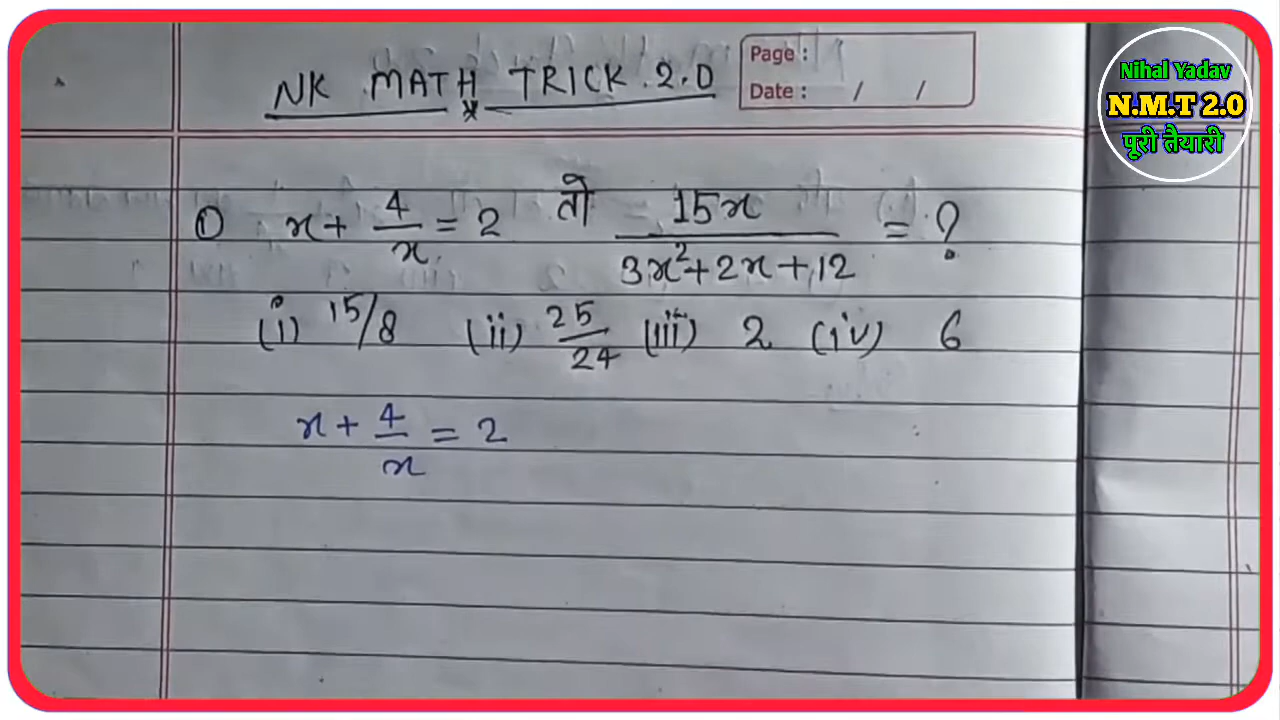 NK MATH TRICK 2.0
Page :
Date : / /
Nihal Yadav
N.M.T 2.0
पूरी तैयारी
① x + 4/x = 2 तो 15x/(3x²+2x+12) = ?
(i) 15/8 (ii) 25/24 (iii) 2 (iv) 6
x + 4/x = 2